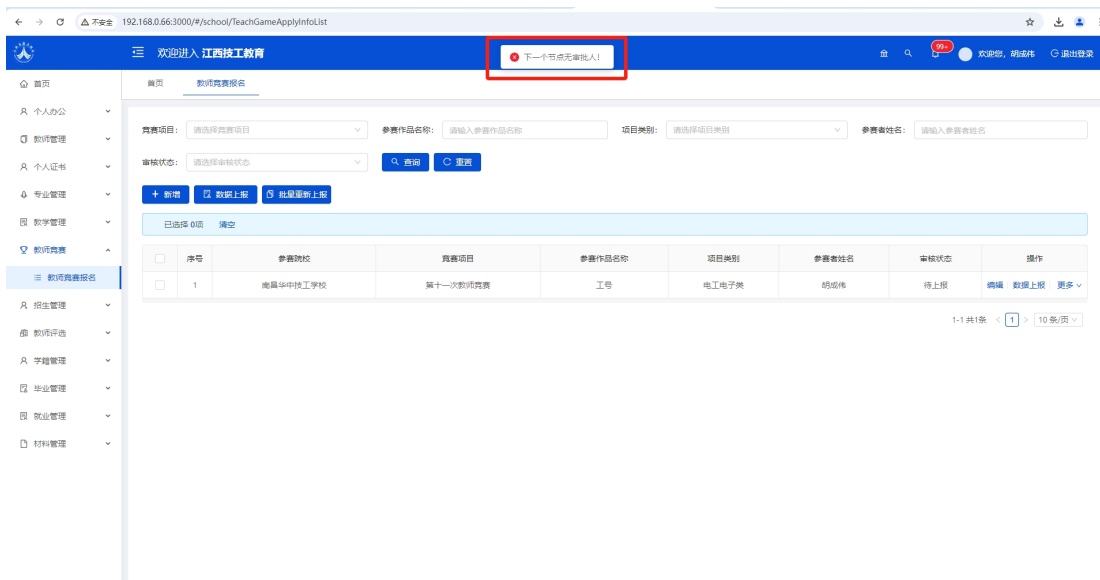 不安全 192.168.0.66:3000/#/school/TeachGameApplyInfoList
欢迎进入 江西技工教育
下一个节点无审批人!
99+
欢迎您，胡成伟 退出登录
首页
个人办公
教师管理
个人证书
专业管理
教学管理
教师竞赛
教师竞赛报名
招生管理
教师评选
学籍管理
毕业管理
就业管理
材料管理
首页 教师竞赛报名
竞赛项目: 请选择竞赛项目 参赛作品名称: 请输入参赛作品名称 项目类别: 请选择项目类别 参赛者姓名: 请输入参赛者姓名
审核状态: 请选择审核状态 查询 重置
+ 新增 数据上报 批量重新上报
已选择 0项 清空
序号 参赛院校 竞赛项目 参赛作品名称 项目类别 参赛者姓名 审核状态 操作
1 南昌华中技工学校 第十一次教师竞赛 工号 电工电子类 胡成伟 待上报 编辑 数据上报 更多
1-1 共1条 < 1 > 10 条/页